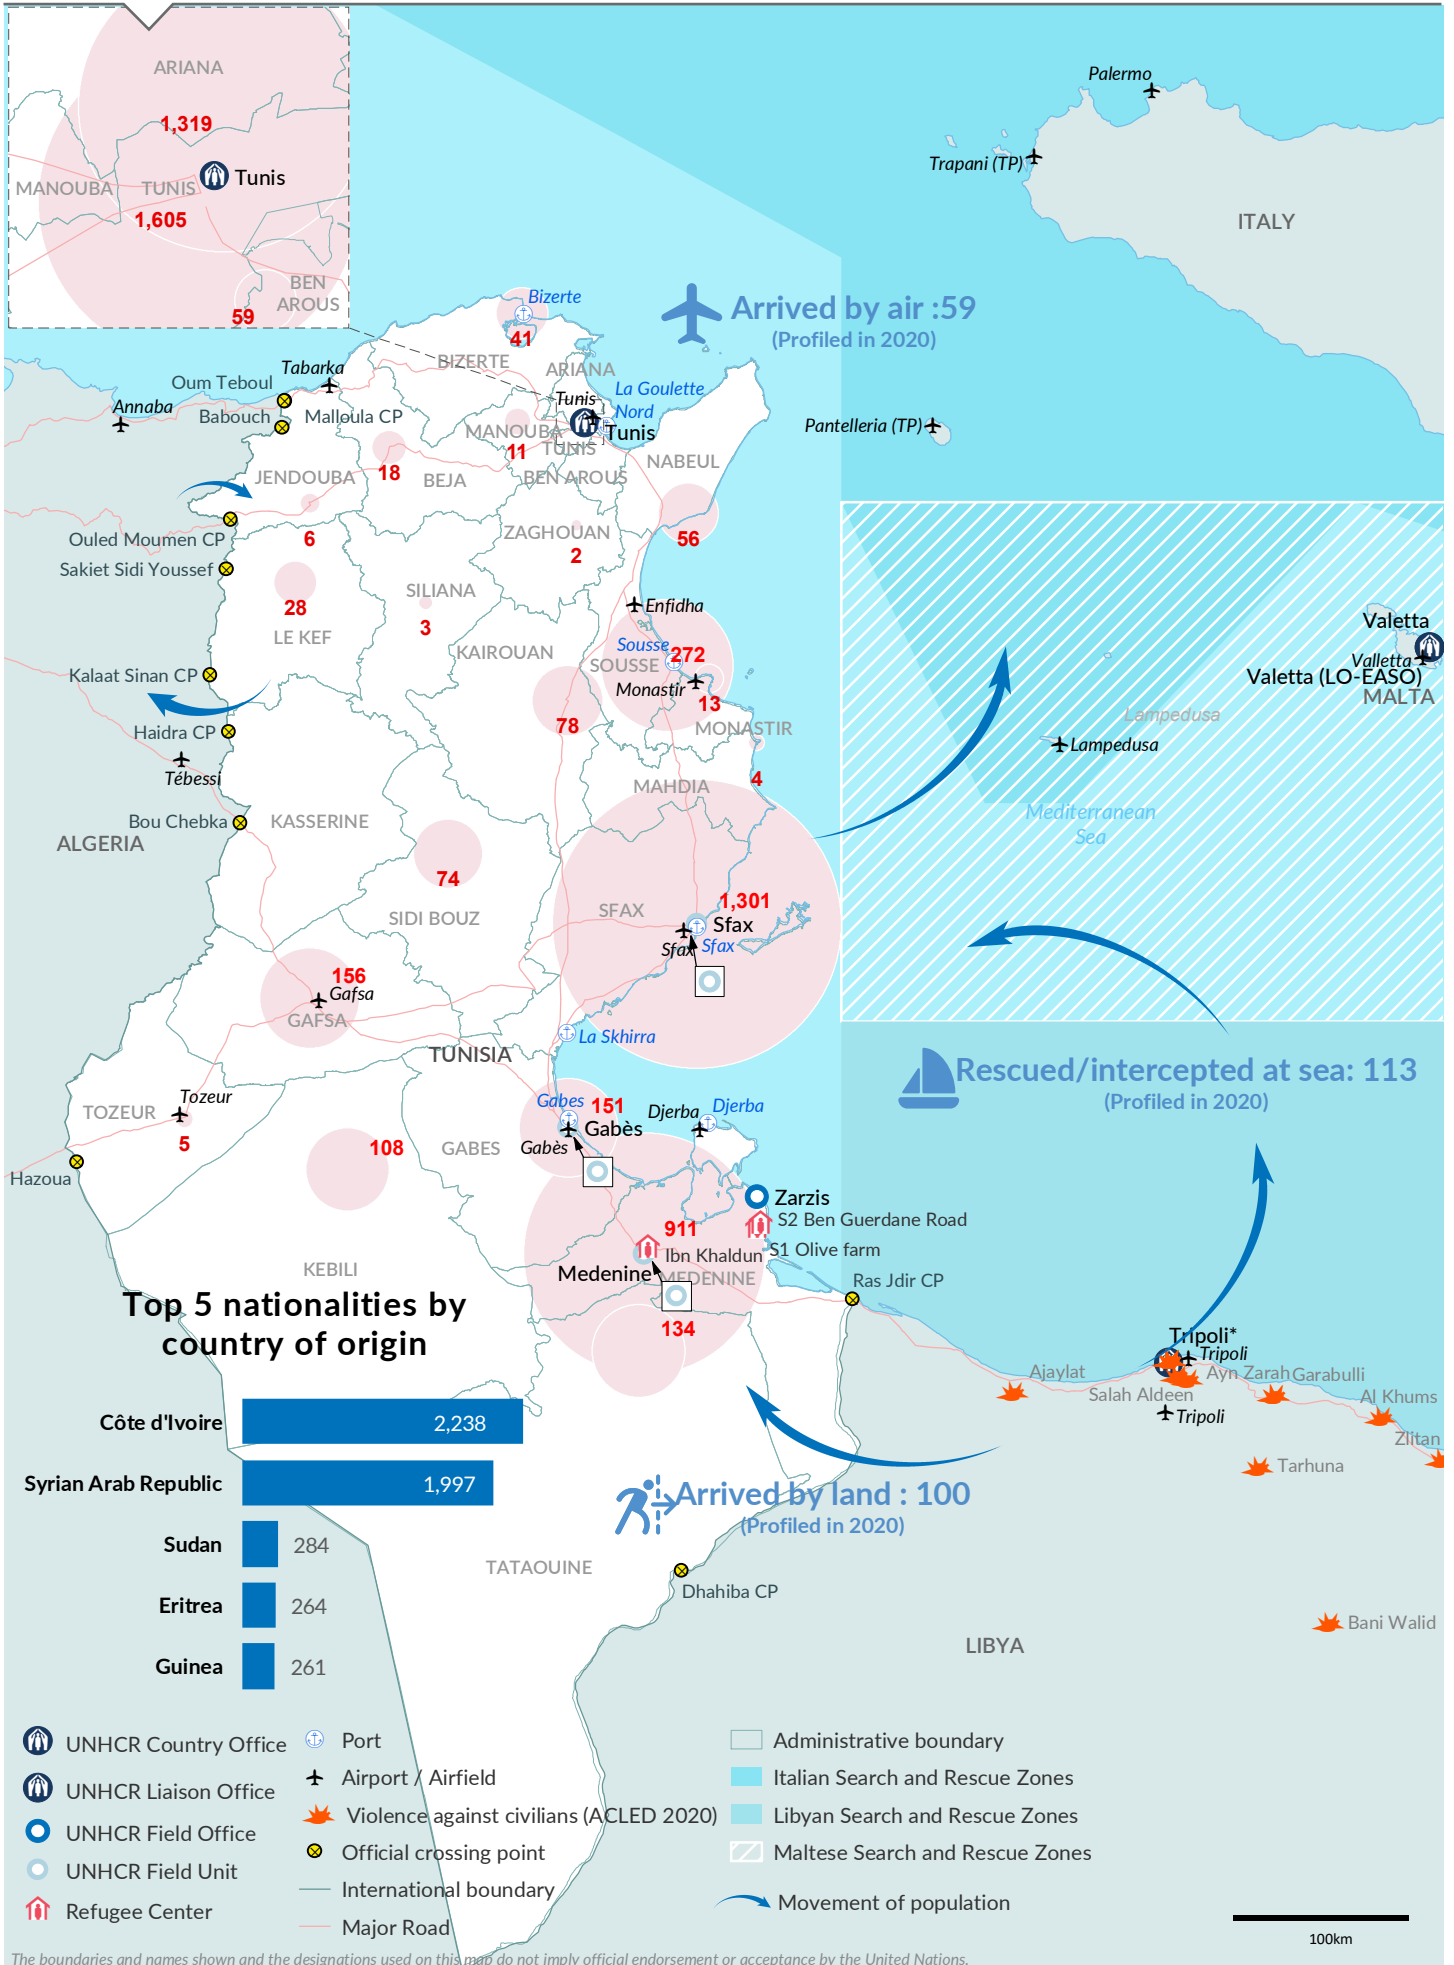 ARIANA
1,319
MANOUBA
TUNIS
Tunis
1,605
BEN
AROUS
59
Palermo
Trapani (TP)
ITALY
Bizerte
41
BIZERTE
Arrived by air :59
(Profiled in 2020)
Tabarka
Oum Teboul
Annaba
Babouch
Malloula CP
ARIANA
La Goulette
Nord
Tunis
Tunis
MANOUBA
TUNIS
11
Pantelleria (TP)
18
JENDOUBA
BEJA
BEN AROUS
NABEUL
Ouled Moumen CP
6
ZAGHOUAN
2
56
Sakiet Sidi Youssef
28
LE KEF
SILIANA
3
Enfidha
KAIROUAN
Sousse
272
SOUSSE
Monastir
13
MONASTIR
78
Valetta
Valletta
Valetta (LO-EASO)
MALTA
Kalaat Sinan CP
Haidra CP
Tébessi
Lampedusa
Lampedusa
4
MAHDIA
Bou Chebka
KASSERINE
ALGERIA
Mediterranean
Sea
74
SIDI BOUZ
SFAX
1,301
Sfax
Sfax
Sfax
156
Gafsa
GAFSA
La Skhirra
TUNISIA
Rescued/intercepted at sea: 113
(Profiled in 2020)
TOZEUR
Tozeur
5
108
GABES
Gabes
151
Gabès
Gabès
Djerba
Djerba
Hazoua
Zarzis
S2 Ben Guerdane Road
911
Ibn Khaldun
S1 Olive farm
Medenine
MEDENINE
Ras Jdir CP
KEBILI
134
Top 5 nationalities by
country of origin
Côte d'Ivoire
2,238
Syrian Arab Republic
1,997
Sudan
284
Eritrea
264
Guinea
261
Tripoli*
Tripoli
Ajaylat
Salah Aldeen
Ayn Zarah
Garabulli
Al Khums
Tripoli
Zlitan
Tarhuna
Arrived by land : 100
(Profiled in 2020)
TATAOUINE
Dhahiba CP
LIBYA
Bani Walid
UNHCR Country Office
UNHCR Liaison Office
UNHCR Field Office
UNHCR Field Unit
Refugee Center
Port
Airport / Airfield
Violence against civilians (ACLED 2020)
Official crossing point
International boundary
Major Road
Administrative boundary
Italian Search and Rescue Zones
Libyan Search and Rescue Zones
Maltese Search and Rescue Zones
Movement of population
100km
The boundaries and names shown and the designations used on this map do not imply official endorsement or acceptance by the United Nations.